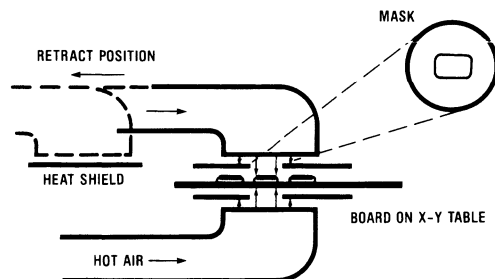 MASK
RETRACT POSITION
HEAT SHIELD
BOARD ON X-Y TABLE
HOT AIR